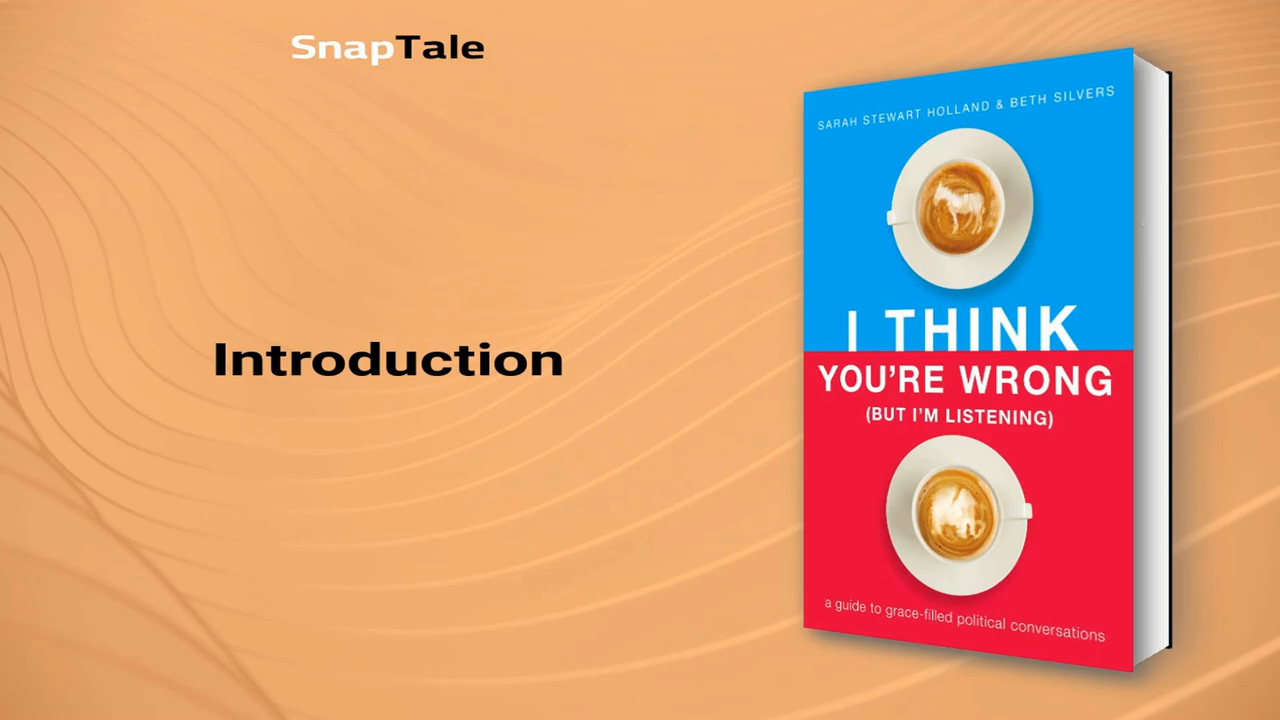 SnapTale
Introduction
SARAH STEWART HOLLAND & BETH SILVERS
I THINK
YOU'RE WRONG
(BUT I'M LISTENING)
a guide to grace-filled political conversations